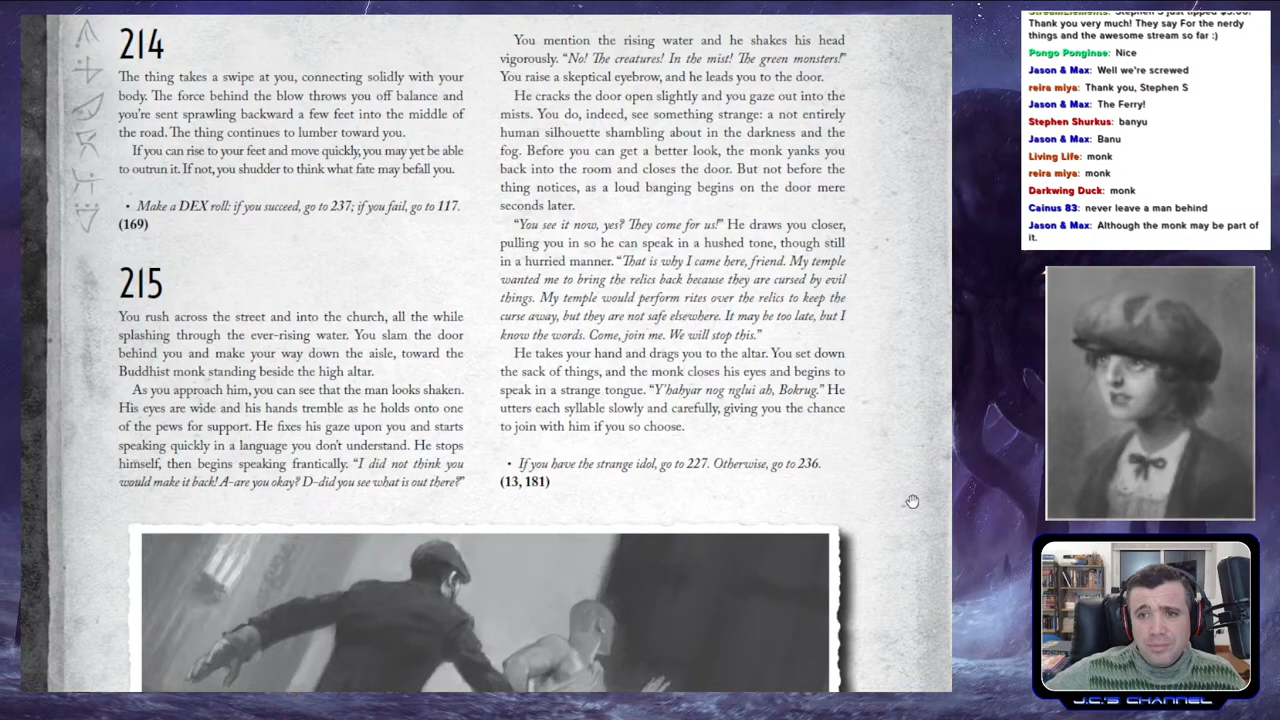 214
The thing takes a swipe at you, connecting solidly with your
body. The force behind the blow throws you off balance and
you're sent sprawling backward a few feet into the middle of
the road. The thing continues to lumber toward you.
If you can rise to your feet and move quickly, you might be able
to outrun it. If not, you shudder to think what fate may befall you.
• Make a DEX roll: if you succeed, go to 237; if you fail, go to 117.
(169)
215
You rush across the street and into the church, all the while
splashing through the ever-rising water. You slam the door
behind you and make your way down the aisle, toward the
Buddhist monk standing beside the high altar.
As you approach him, you can see that the man looks shaken.
His eyes are wide and his hands tremble as he holds onto one
of the pews for support. He fixes his gaze upon you and starts
speaking quickly in a language you don't understand. He stops
himself, then begins speaking frantically. “I did not think you
would make it back! A–are you okay? D–did you see what is out there?”
You mention the rising water and he shakes his head
vigorously. “No! The creatures! In the mist! The green monsters!”
You raise a skeptical eyebrow, and he leads you to the door.
He cracks the door open slightly and you gaze out into the
mists. You do, indeed, see something strange: a not entirely
human silhouette shambling about in the darkness and the
fog. Before you can get a better look, the monk yanks you
back into the room and closes the door. But not before the
thing notices, as a loud banging begins on the door mere
seconds later.
“You see it now, yes? They come for us!” He draws you closer,
pulling you in so he can speak in a hushed tone, though still
in a hurried manner. “That is why I came here, friend. My temple
wanted me to bring the relics back because they are cursed by evil
things. My temple would perform rites over the relics to keep the
curse away, but they are not safe elsewhere. It may be too late, but I
know the words. Come, join me. We will stop this.”
He takes your hand and drags you to the altar. You set down
the sack of things, and the monk closes his eyes and begins to
speak in a strange tongue. “Y'hahyar nog nglui ah, Bokrug.” He
utters each syllable slowly and carefully, giving you the chance
to join with him if you so choose.
• If you have the strange idol, go to 227. Otherwise, go to 236.
(13, 181)
StreamElements: Stephen S just tipped $5.00!
Thank you very much! They say For the nerdy
things and the awesome stream so far :)
Pongo Ponginae: Nice
Jason & Max: Well we're screwed
reira miya: Thank you, Stephen S
Jason & Max: The Ferry!
Stephen Shurkus: banyu
Jason & Max: Banu
Living Life: monk
reira miya: monk
Darkwing Duck: monk
Cainus 83: never leave a man behind
Jason & Max: Although the monk may be part of
it.
J.C.'S CHANNEL